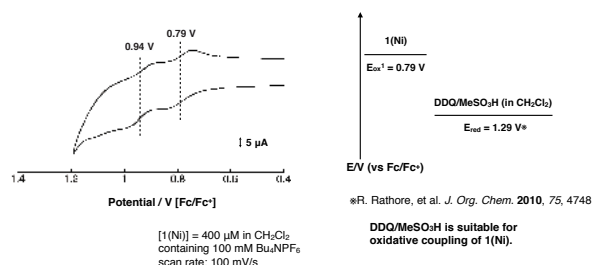 0.94 V
0.79 V
5 µA
1.4 1.2 1 0.8 0.6 0.4
Potential / V [Fc/Fc⁺]
[1(Ni)] = 400 µM in CH₂Cl₂
containing 100 mM Bu₄NPF₆
scan rate: 100 mV/s
1(Ni)
Eₒₓ¹ = 0.79 V
DDQ/MeSO₃H (in CH₂Cl₂)
E_red = 1.29 V※
E/V (vs Fc/Fc⁺)
※R. Rathore, et al. J. Org. Chem. 2010, 75, 4748
DDQ/MeSO₃H is suitable for
oxidative coupling of 1(Ni).